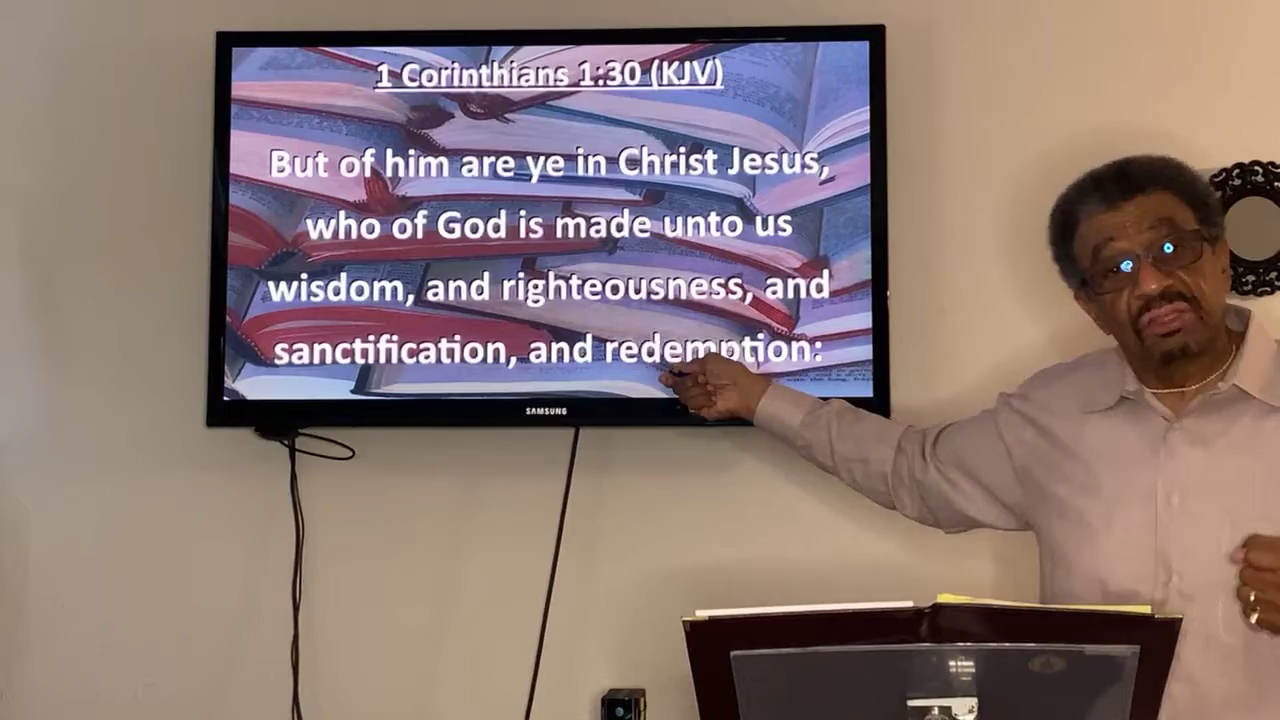 1 Corinthians 1:30 (KJV)
But of him are ye in Christ Jesus,
who of God is made unto us
wisdom, and righteousness, and
sanctification, and redemption:
SAMSUNG